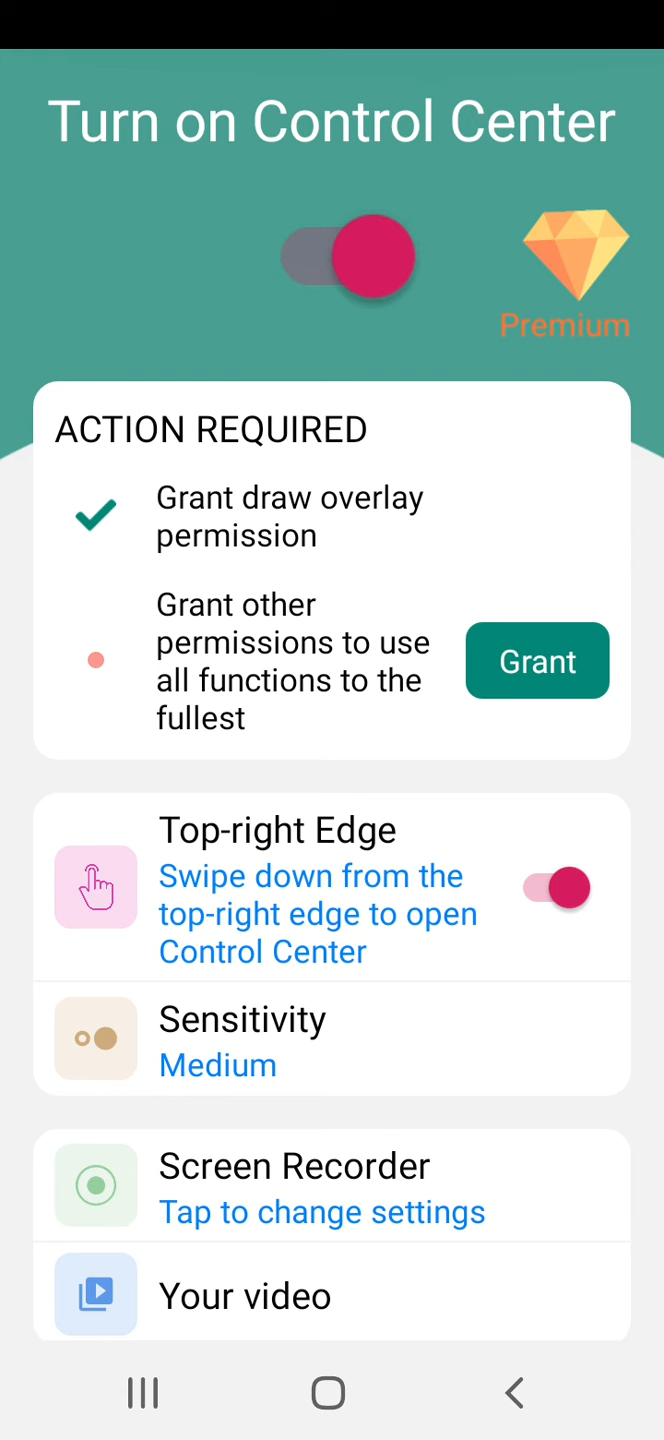 Turn on Control Center
Premium
ACTION REQUIRED
Grant draw overlay
permission
Grant other
permissions to use
all functions to the
fullest
Grant
Top-right Edge
Swipe down from the
top-right edge to open
Control Center
Sensitivity
Medium
Screen Recorder
Tap to change settings
Your video